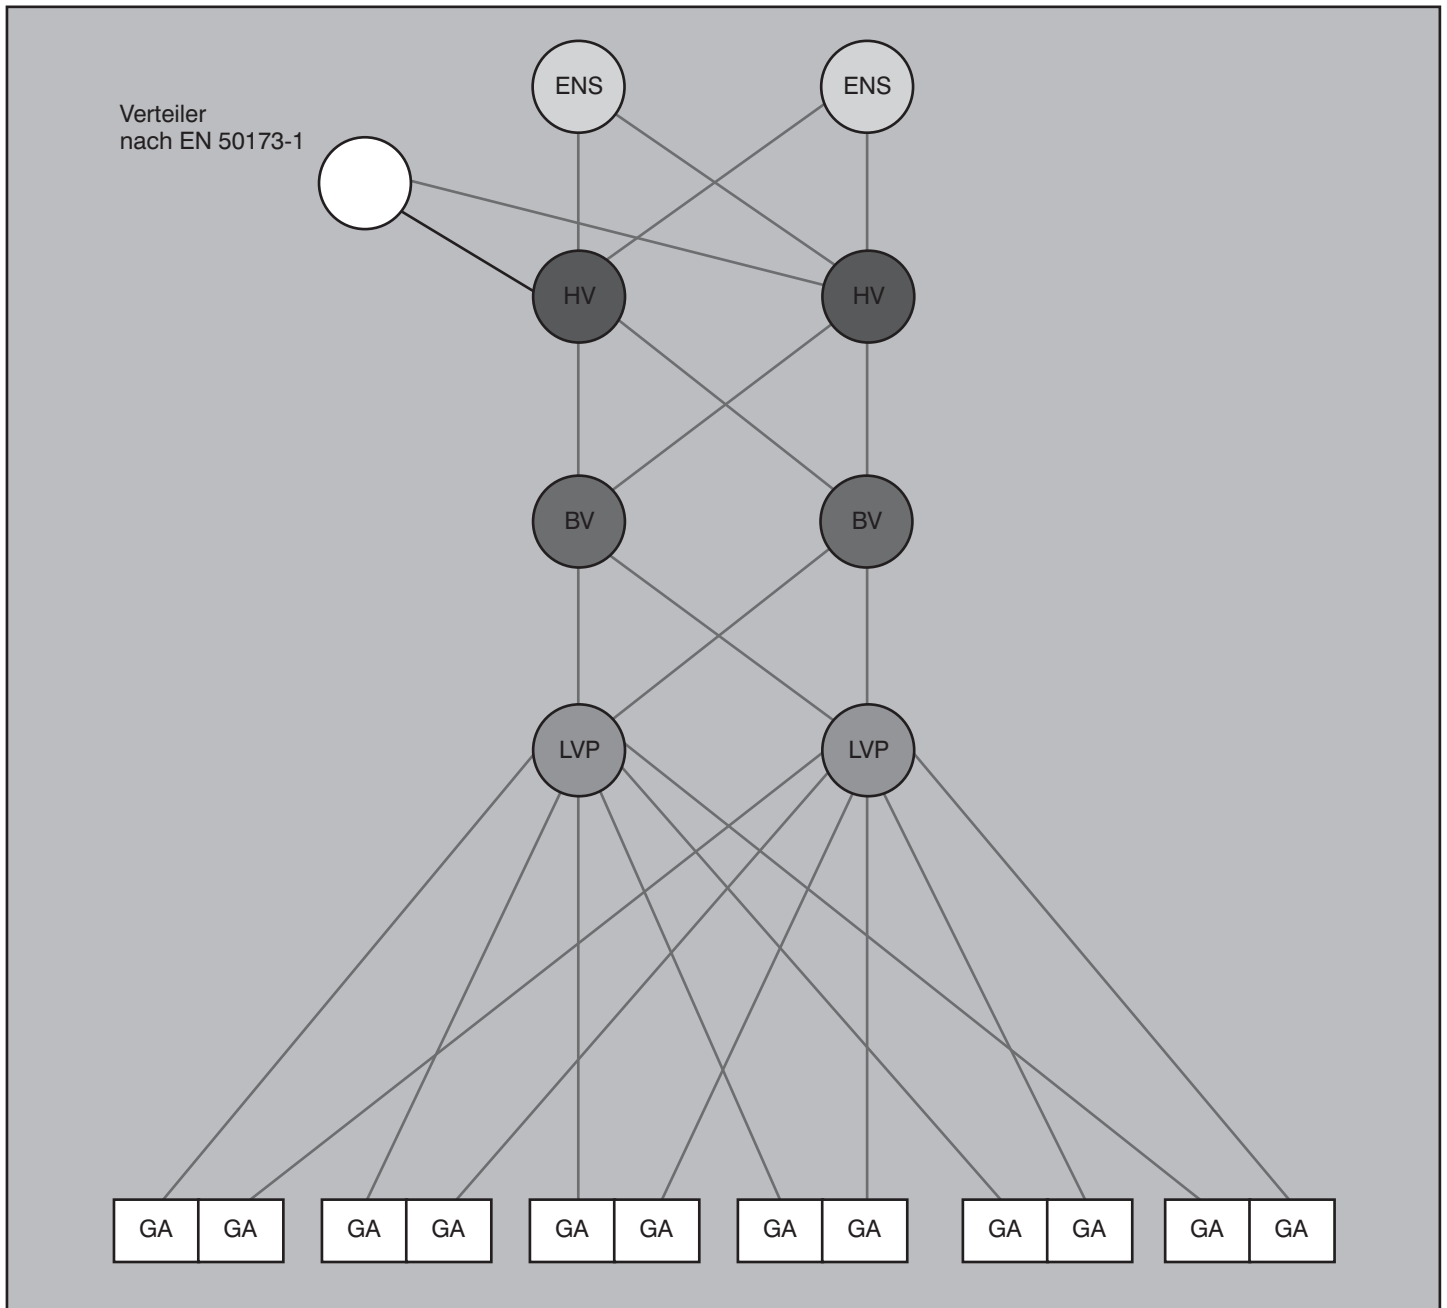 ENS ENS
Verteiler
nach EN 50173-1
HV HV
BV BV
LVP LVP
GA GA GA GA GA GA GA GA GA GA GA GA